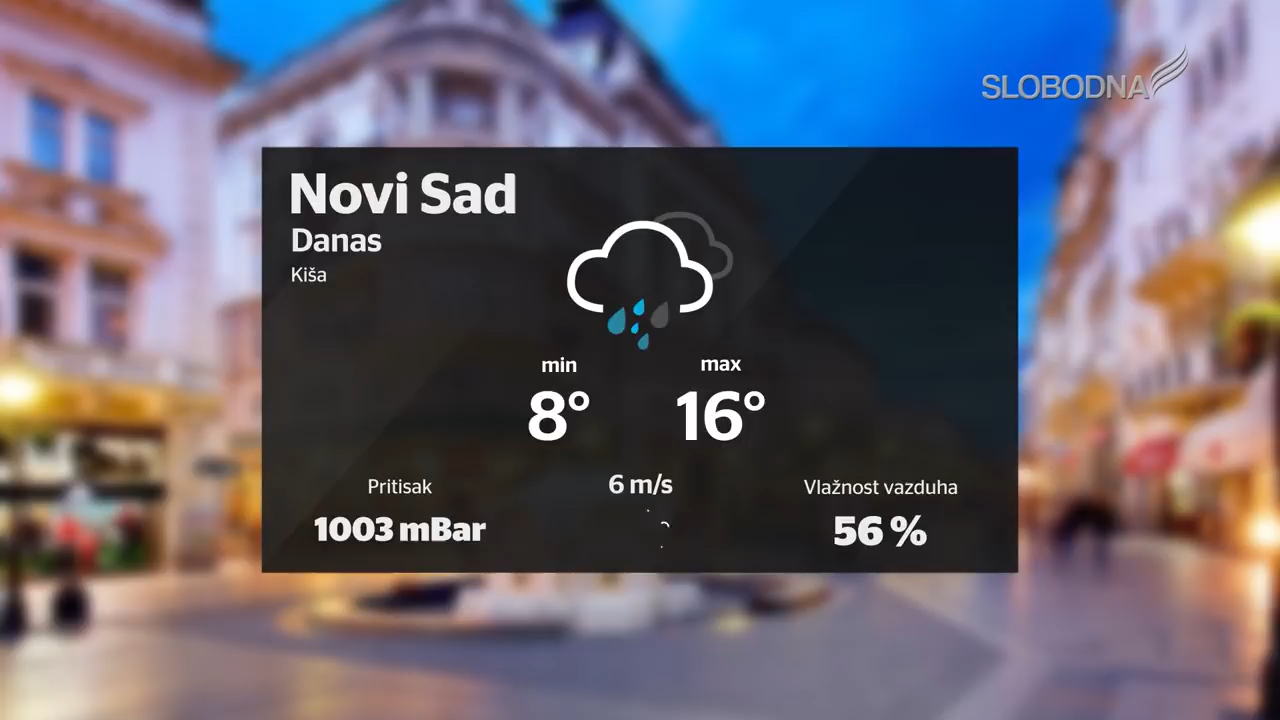 SLOBODNA
Novi Sad
Danas
Kiša
min
max
8°
16°
Pritisak
6 m/s
Vlažnost vazduha
1003 mBar
56 %